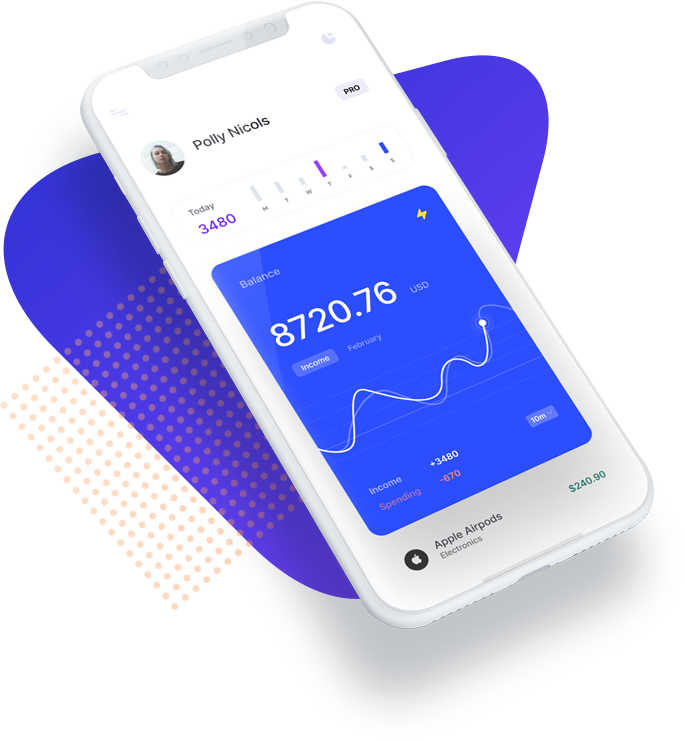 PRO
Polly Nicols
Today
3480
M T W T F S S
Balance
8720.76 USD
Income February
10m
Income +3480
Spending -670
Apple Airpods $240.90
Electronics